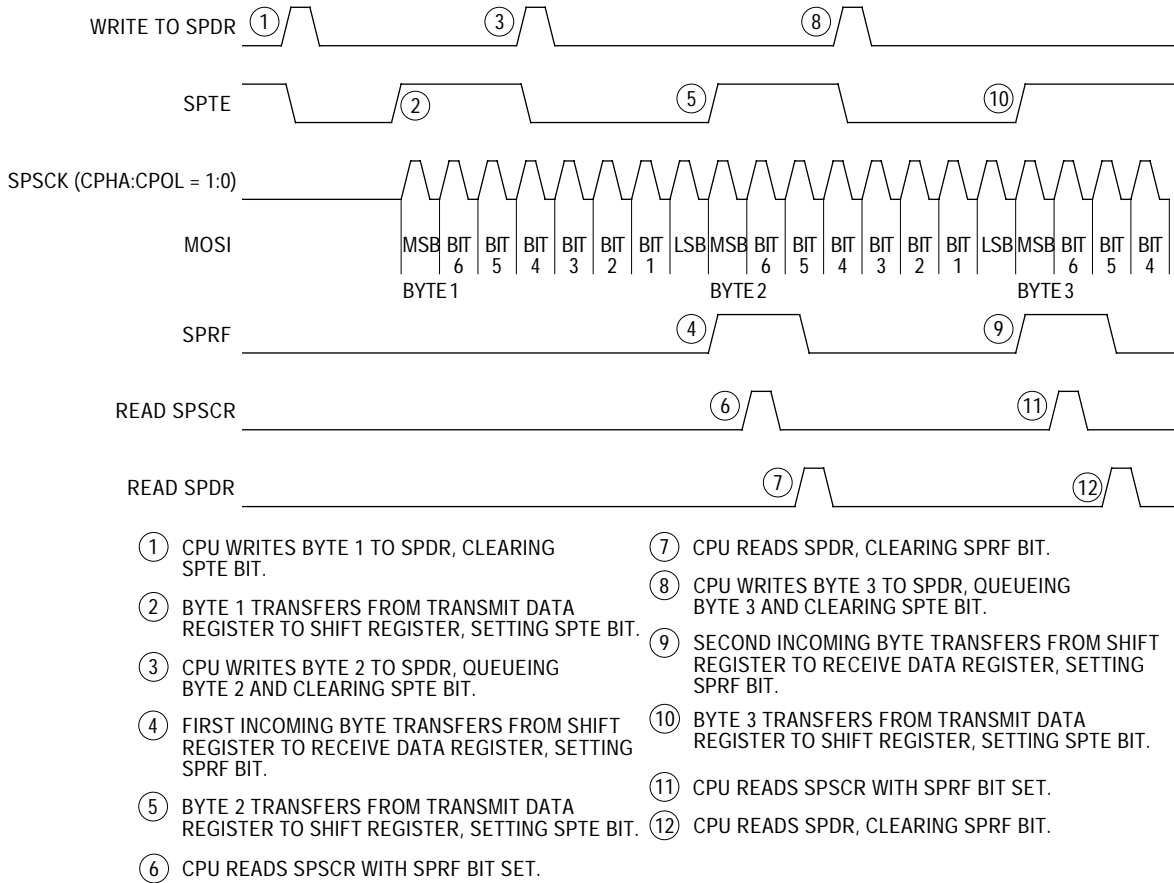 WRITE TO SPDR 1 3 8
SPTE 2 5 10
SPSCK (CPHA:CPOL = 1:0)
MOSI MSB BIT BIT BIT BIT BIT BIT LSB MSB BIT BIT BIT BIT BIT BIT LSB MSB BIT BIT BIT
6 5 4 3 2 1 6 5 4 3 2 1 6 5 4
BYTE 1 BYTE 2 BYTE 3
SPRF 4 9
READ SPSCR 6 11
READ SPDR 7 12
1 CPU WRITES BYTE 1 TO SPDR, CLEARING
SPTE BIT.
2 BYTE 1 TRANSFERS FROM TRANSMIT DATA
REGISTER TO SHIFT REGISTER, SETTING SPTE BIT.
3 CPU WRITES BYTE 2 TO SPDR, QUEUEING
BYTE 2 AND CLEARING SPTE BIT.
4 FIRST INCOMING BYTE TRANSFERS FROM SHIFT
REGISTER TO RECEIVE DATA REGISTER, SETTING
SPRF BIT.
5 BYTE 2 TRANSFERS FROM TRANSMIT DATA
REGISTER TO SHIFT REGISTER, SETTING SPTE BIT.
6 CPU READS SPSCR WITH SPRF BIT SET.
7 CPU READS SPDR, CLEARING SPRF BIT.
8 CPU WRITES BYTE 3 TO SPDR, QUEUEING
BYTE 3 AND CLEARING SPTE BIT.
9 SECOND INCOMING BYTE TRANSFERS FROM SHIFT
REGISTER TO RECEIVE DATA REGISTER, SETTING
SPRF BIT.
10 BYTE 3 TRANSFERS FROM TRANSMIT DATA
REGISTER TO SHIFT REGISTER, SETTING SPTE BIT.
11 CPU READS SPSCR WITH SPRF BIT SET.
12 CPU READS SPDR, CLEARING SPRF BIT.